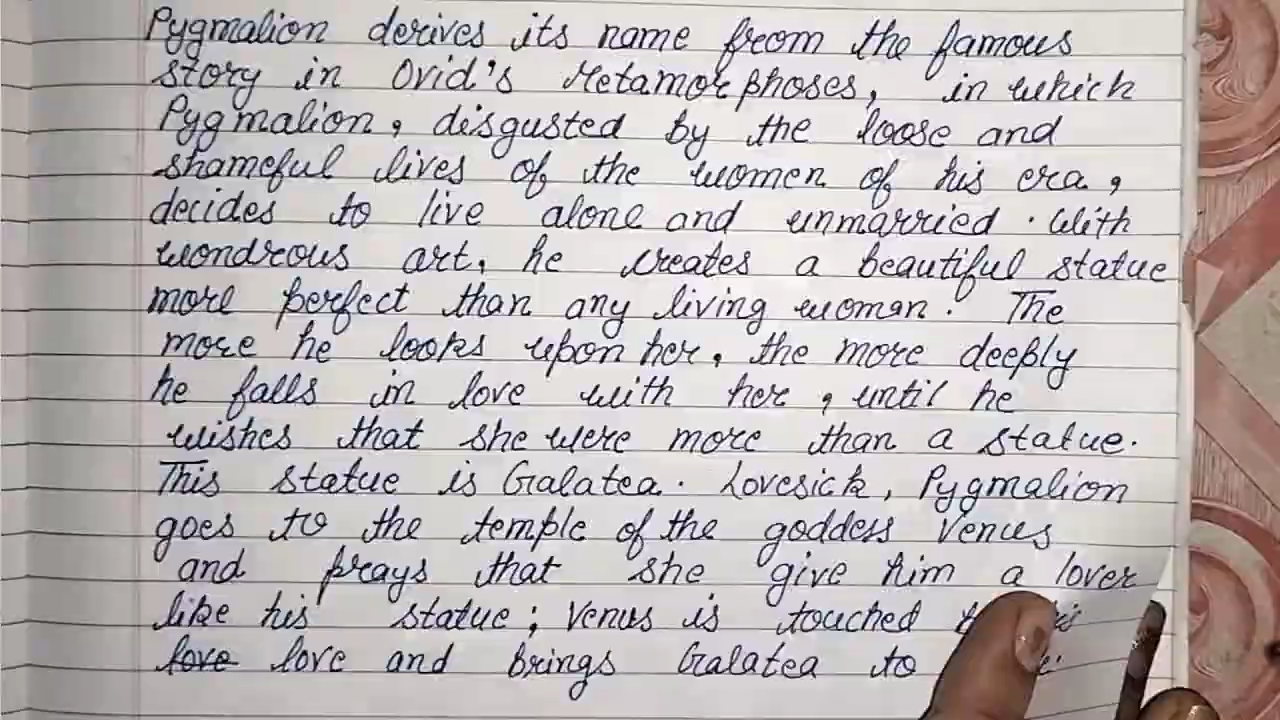 Pygmalion derives its name from the famous
story in Ovid's Metamorphoses, in which
Pygmalion, disgusted by the loose and
shameful lives of the women of his era,
decides to live alone and unmarried. With
wondrous art, he creates a beautiful statue
more perfect than any living woman. The
more he looks upon her, the more deeply
he falls in love with her, until he
wishes that she were more than a statue.
This statue is Galatea. Lovesick, Pygmalion
goes to the temple of the goddess Venus
and prays that she give him a lover
like his statue; Venus is touched
love love and brings Galatea to